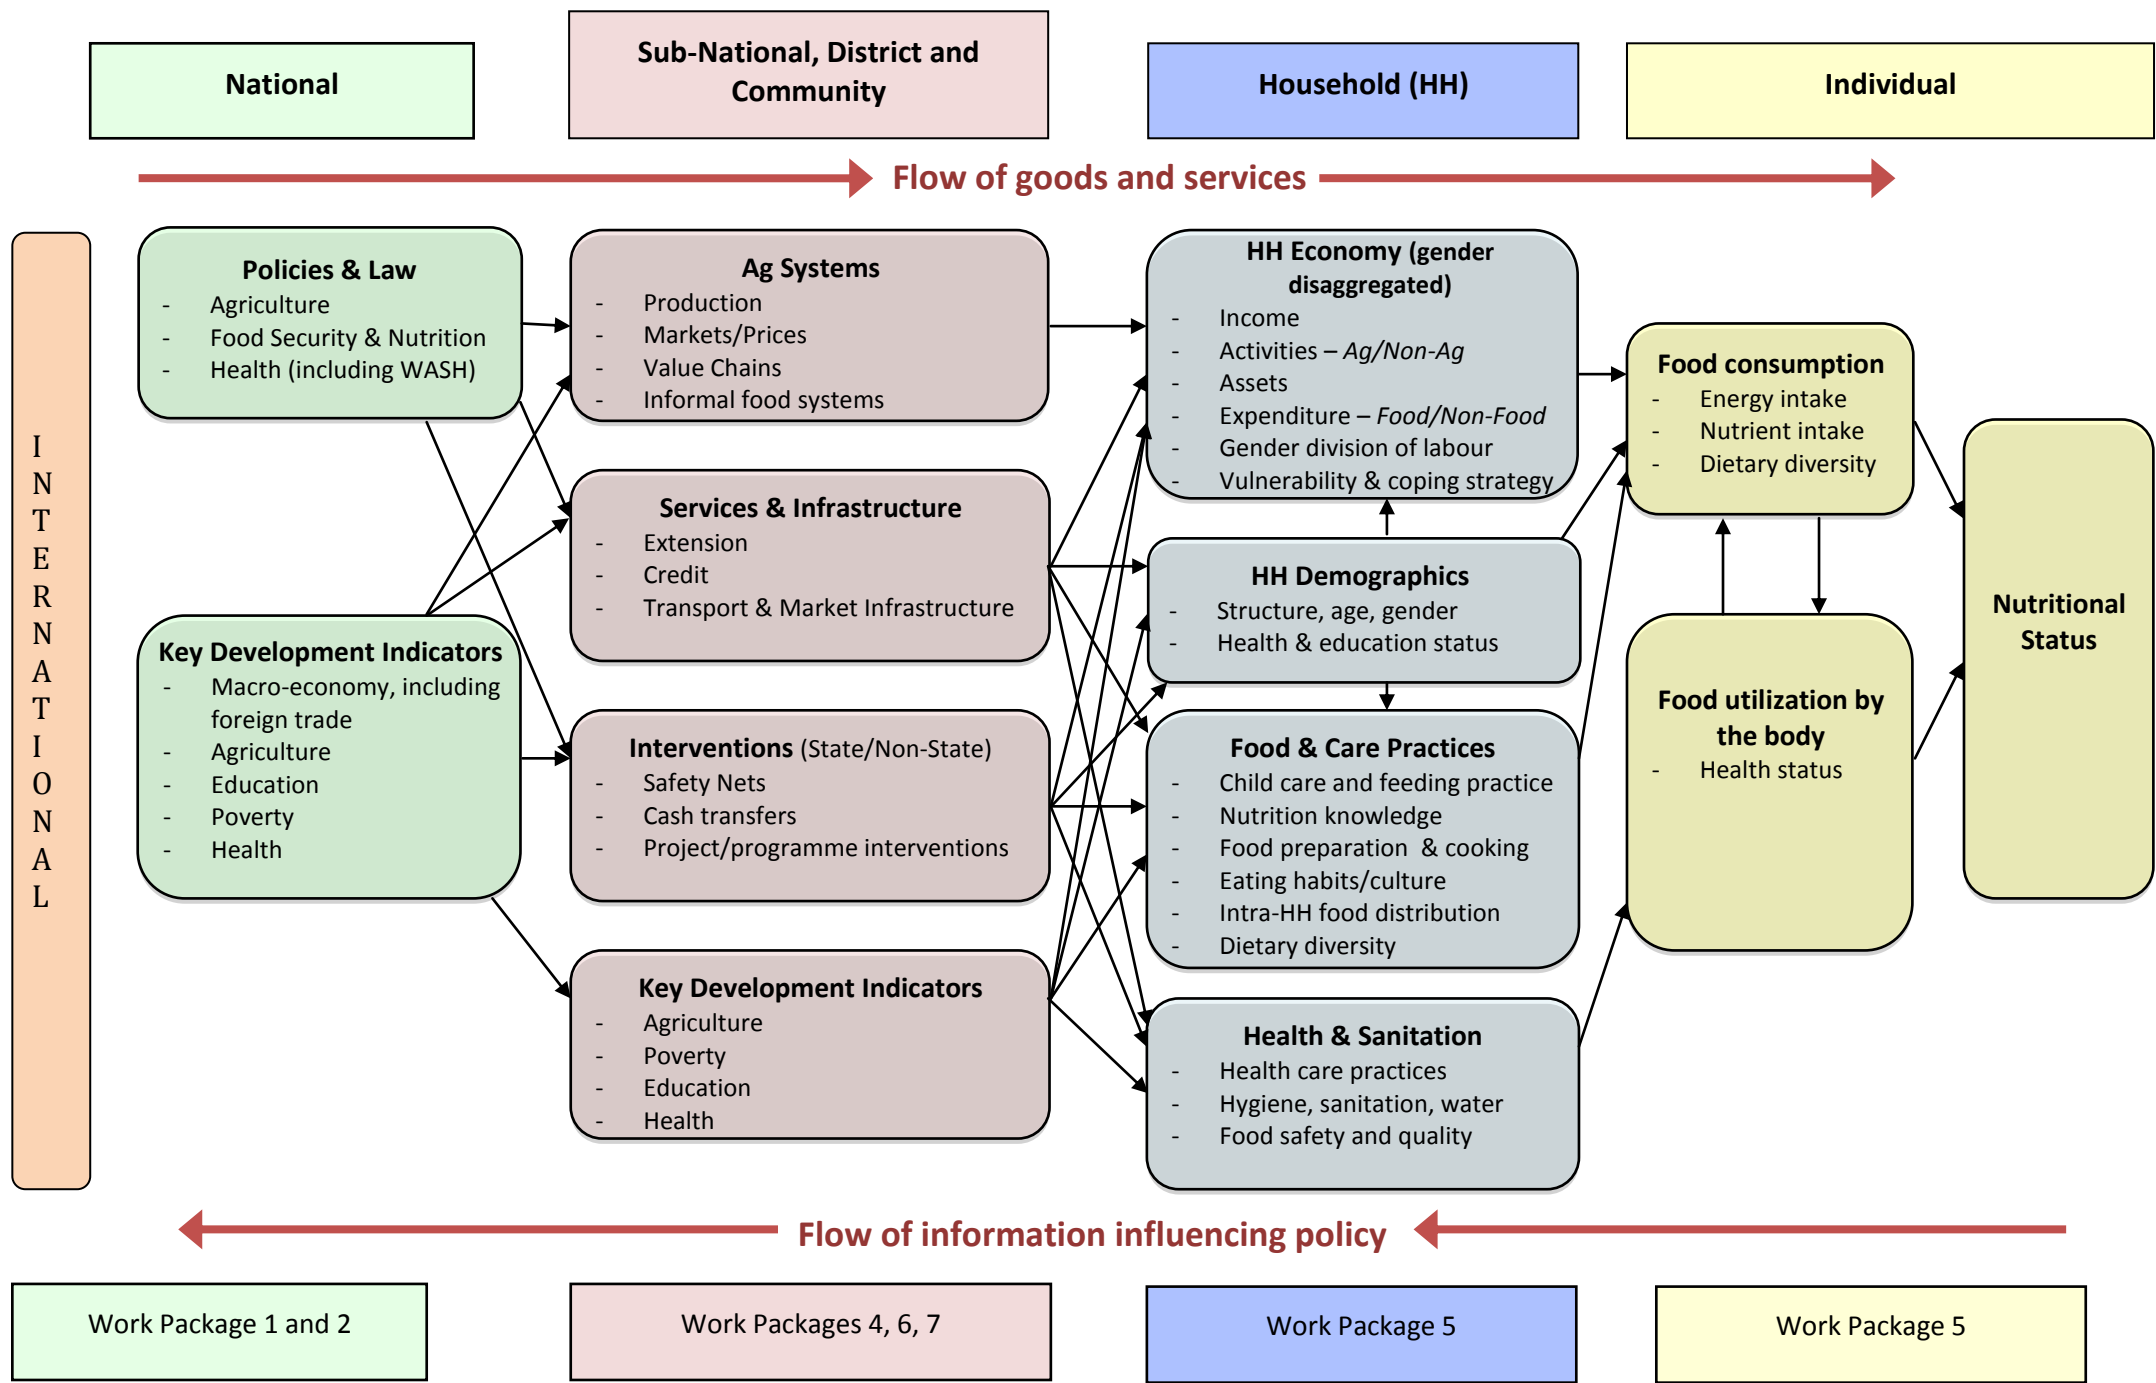 National
Sub-National, District and
Community
Household (HH)
Individual
Flow of goods and services
INTERNATIONAL
Policies & Law
- Agriculture
- Food Security & Nutrition
- Health (including WASH)
Key Development Indicators
- Macro-economy, including
foreign trade
- Agriculture
- Education
- Poverty
- Health
Ag Systems
- Production
- Markets/Prices
- Value Chains
- Informal food systems
Services & Infrastructure
- Extension
- Credit
- Transport & Market Infrastructure
Interventions (State/Non-State)
- Safety Nets
- Cash transfers
- Project/programme interventions
Key Development Indicators
- Agriculture
- Poverty
- Education
- Health
HH Economy (gender
disaggregated)
- Income
- Activities – Ag/Non-Ag
- Assets
- Expenditure – Food/Non-Food
- Gender division of labour
- Vulnerability & coping strategy
HH Demographics
- Structure, age, gender
- Health & education status
Food & Care Practices
- Child care and feeding practice
- Nutrition knowledge
- Food preparation & cooking
- Eating habits/culture
- Intra-HH food distribution
- Dietary diversity
Health & Sanitation
- Health care practices
- Hygiene, sanitation, water
- Food safety and quality
Food consumption
- Energy intake
- Nutrient intake
- Dietary diversity
Food utilization by
the body
- Health status
Nutritional
Status
Flow of information influencing policy
Work Package 1 and 2
Work Packages 4, 6, 7
Work Package 5
Work Package 5